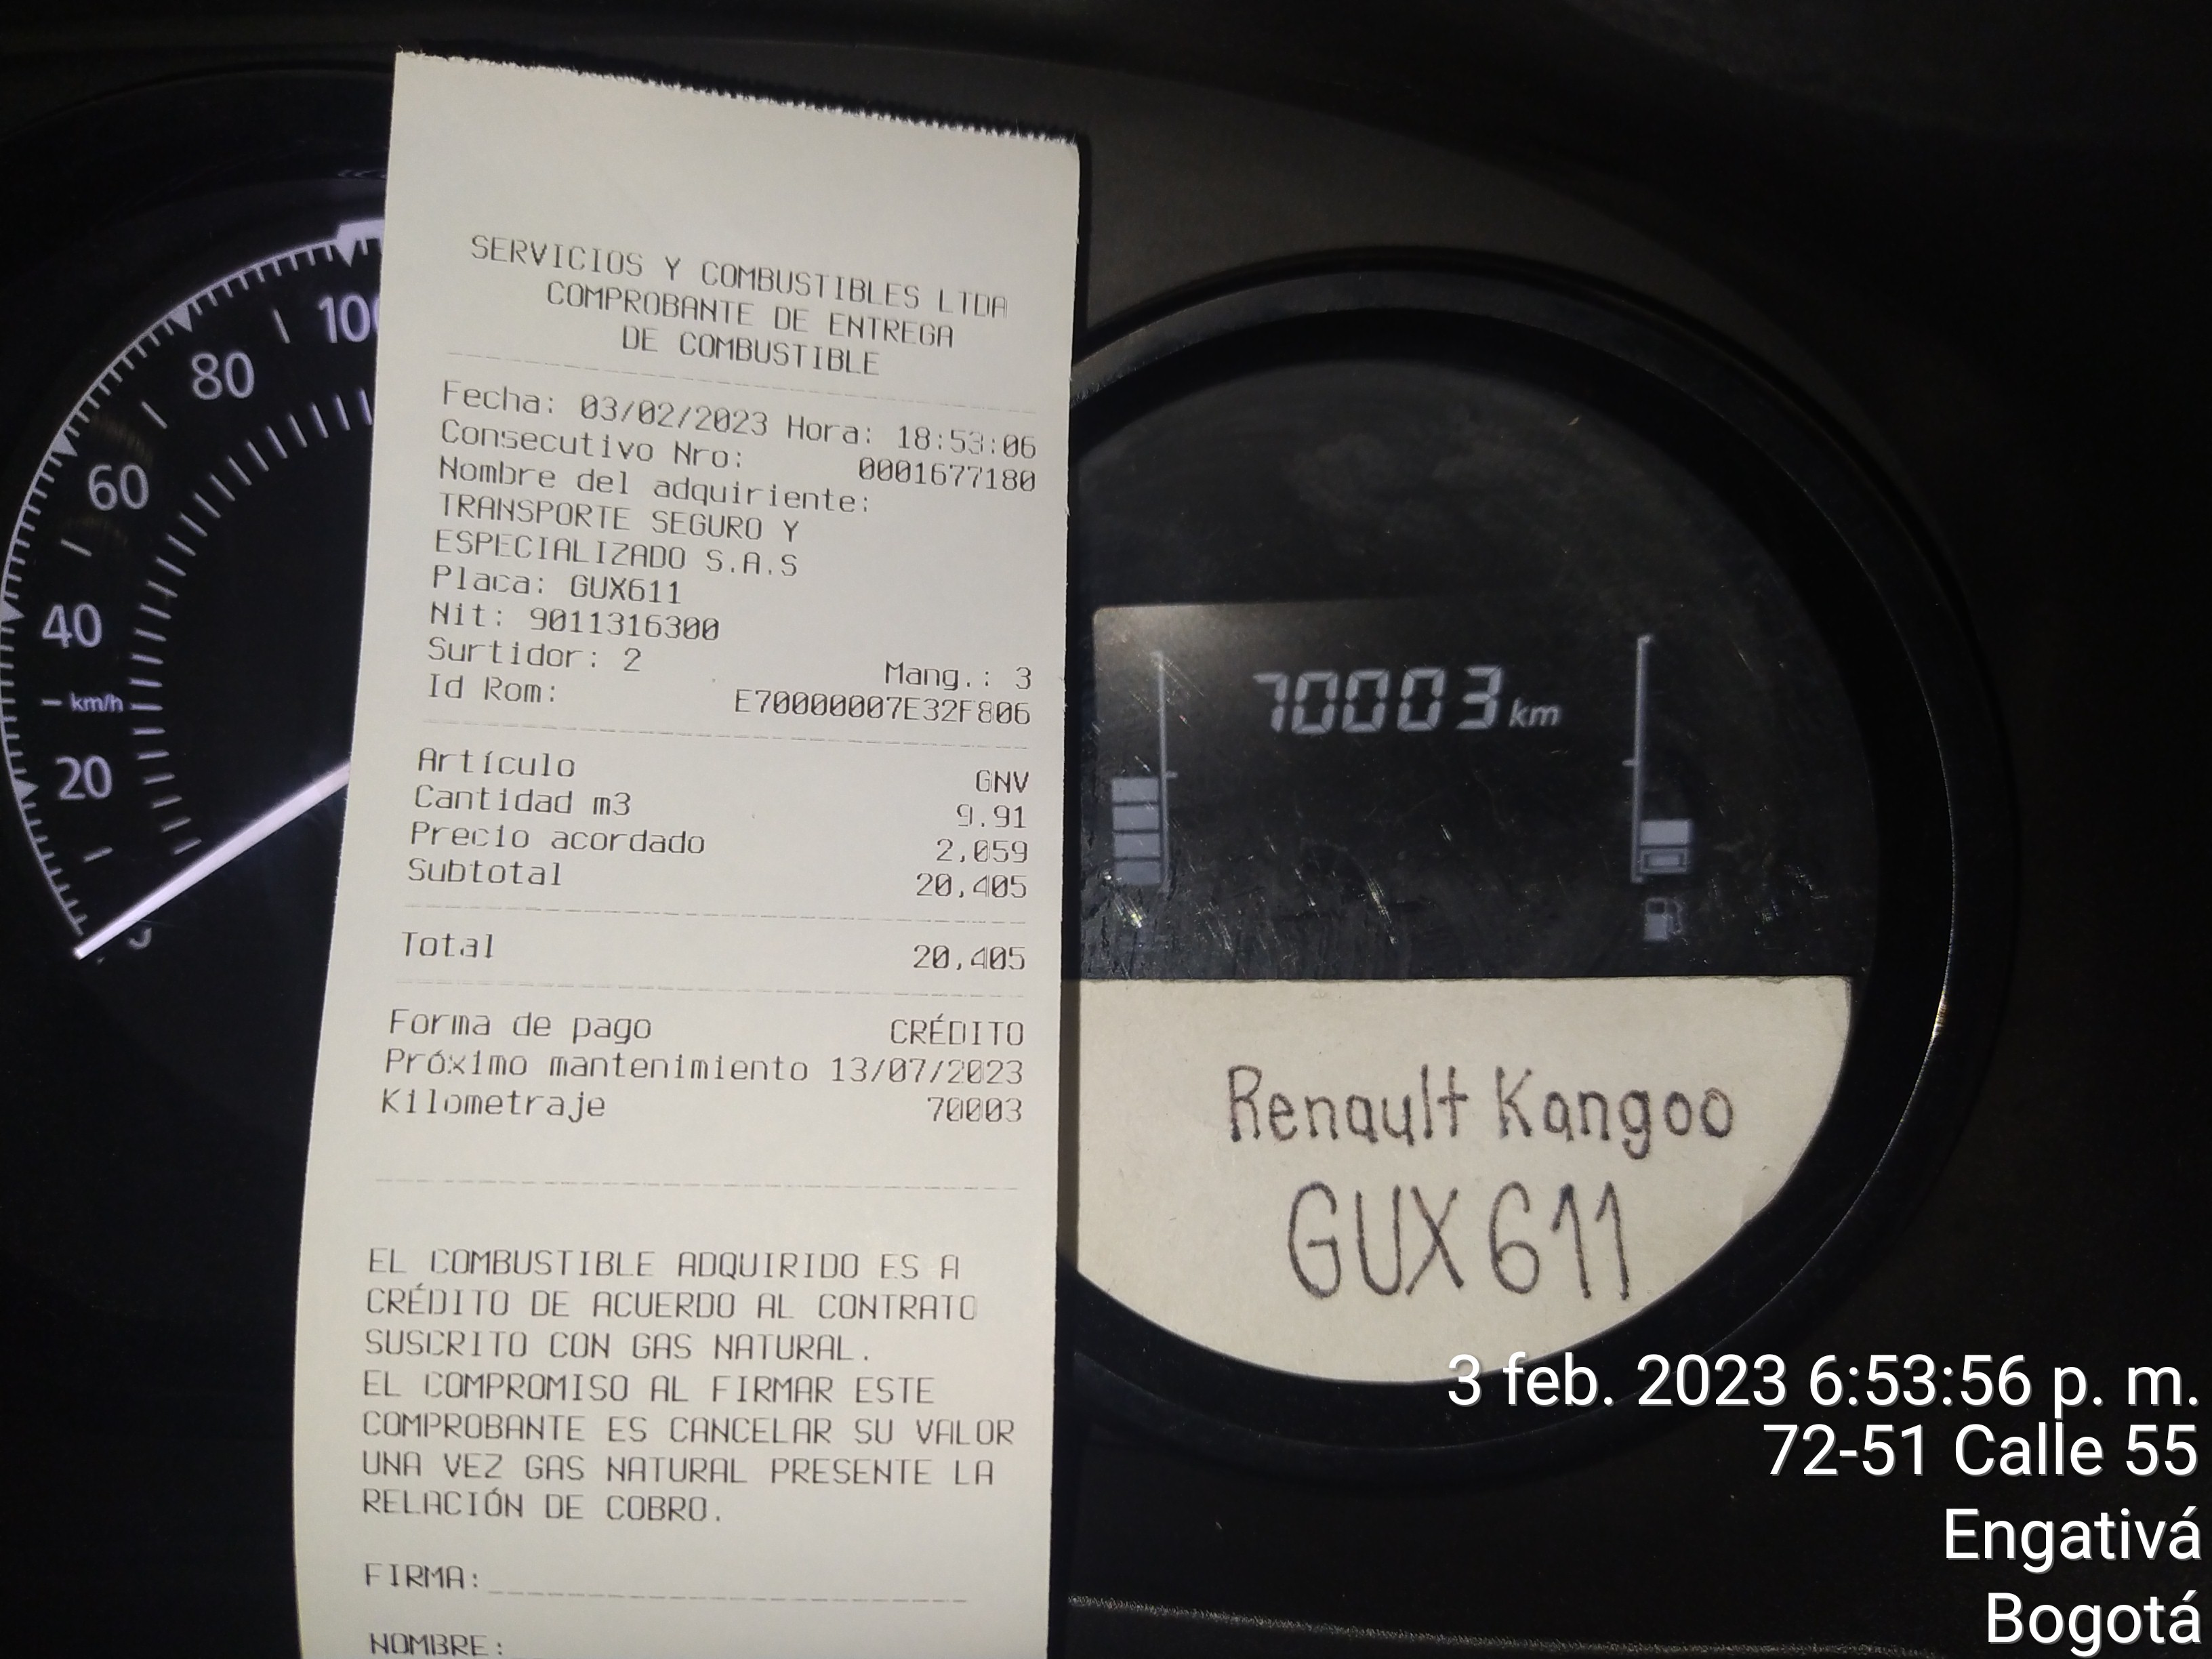 SERVICIOS Y COMBUSTIBLES LTDA
COMPROBANTE DE ENTREGA
DE COMBUSTIBLE
Fecha: 03/02/2023 Hora: 18:53:06
Consecutivo Nro: 0001677180
Nombre del adquiriente:
TRANSPORTE SEGURO Y
ESPECIALIZADO S.A.S
Placa: GUX611
Nit: 9011316300
Surtidor: 2 Mang.: 3
Id Rom: E70000007E32F806
Artículo GNV
Cantidad m3 9.91
Precio acordado 2,059
Subtotal 20,405
Total 20,405
Forma de pago CRÉDITO
Próximo mantenimiento 13/07/2023
Kilometraje 70003
EL COMBUSTIBLE ADQUIRIDO ES A
CRÉDITO DE ACUERDO AL CONTRATO
SUSCRITO CON GAS NATURAL.
EL COMPROMISO AL FIRMAR ESTE
COMPROBANTE ES CANCELAR SU VALOR
UNA VEZ GAS NATURAL PRESENTE LA
RELACIÓN DE COBRO.
FIRMA:
NOMBRE:
100
80
60
40
km/h
20
70003 km
Renault Kangoo
GUX 611
3 feb. 2023 6:53:56 p. m.
72-51 Calle 55
Engativá
Bogotá